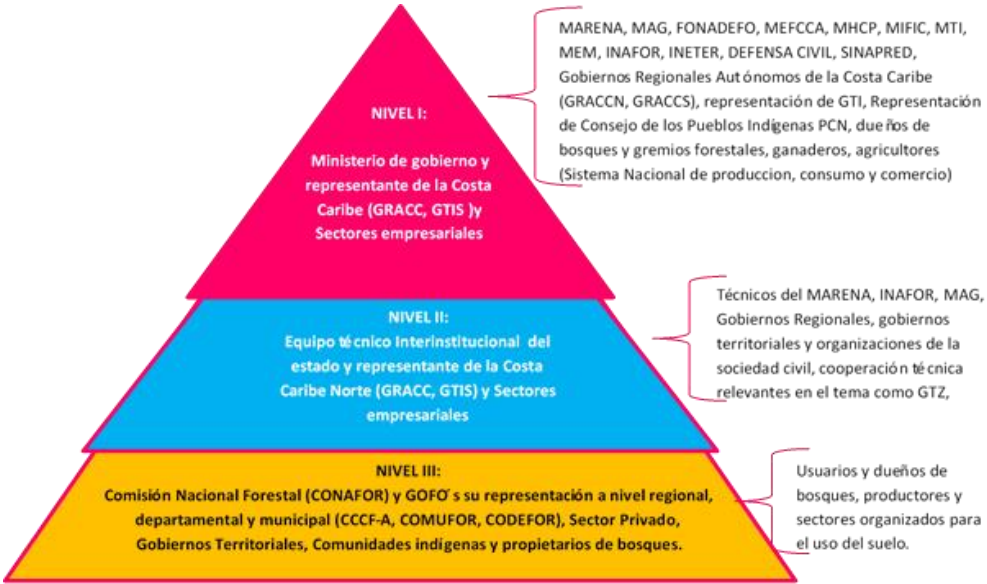 NIVEL I:
Ministerio de gobierno y
representante de la Costa
Caribe (GRACC, GTIS )y
Sectores empresariales
MARENA, MAG, FONADEFO, MEFCCA, MHCP, MIFIC, MTI,
MEM, INAFOR, INETER, DEFENSA CIVIL, SINAPRED,
Gobiernos Regionales Autónomos de la Costa Caribe
(GRACCN, GRACCS), representación de GTI, Representación
de Consejo de los Pueblos Indígenas PCN, dueños de
bosques y gremios forestales, ganaderos, agricultores
(Sistema Nacional de produccion, consumo y comercio)
NIVEL II:
Equipo técnico Interinstitucional del
estado y representante de la Costa
Caribe Norte (GRACC, GTIS) y Sectores
empresariales
Técnicos del MARENA, INAFOR, MAG,
Gobiernos Regionales, gobiernos
territoriales y organizaciones de la
sociedad civil, cooperación técnica
relevantes en el tema como GTZ,
NIVEL III:
Comisión Nacional Forestal (CONAFOR) y GOFO´s su representación a nivel regional,
departamental y municipal (CCCF-A, COMUFOR, CODEFOR), Sector Privado,
Gobiernos Territoriales, Comunidades indígenas y propietarios de bosques.
Usuarios y dueños de
bosques, productores y
sectores organizados para
el uso del suelo.